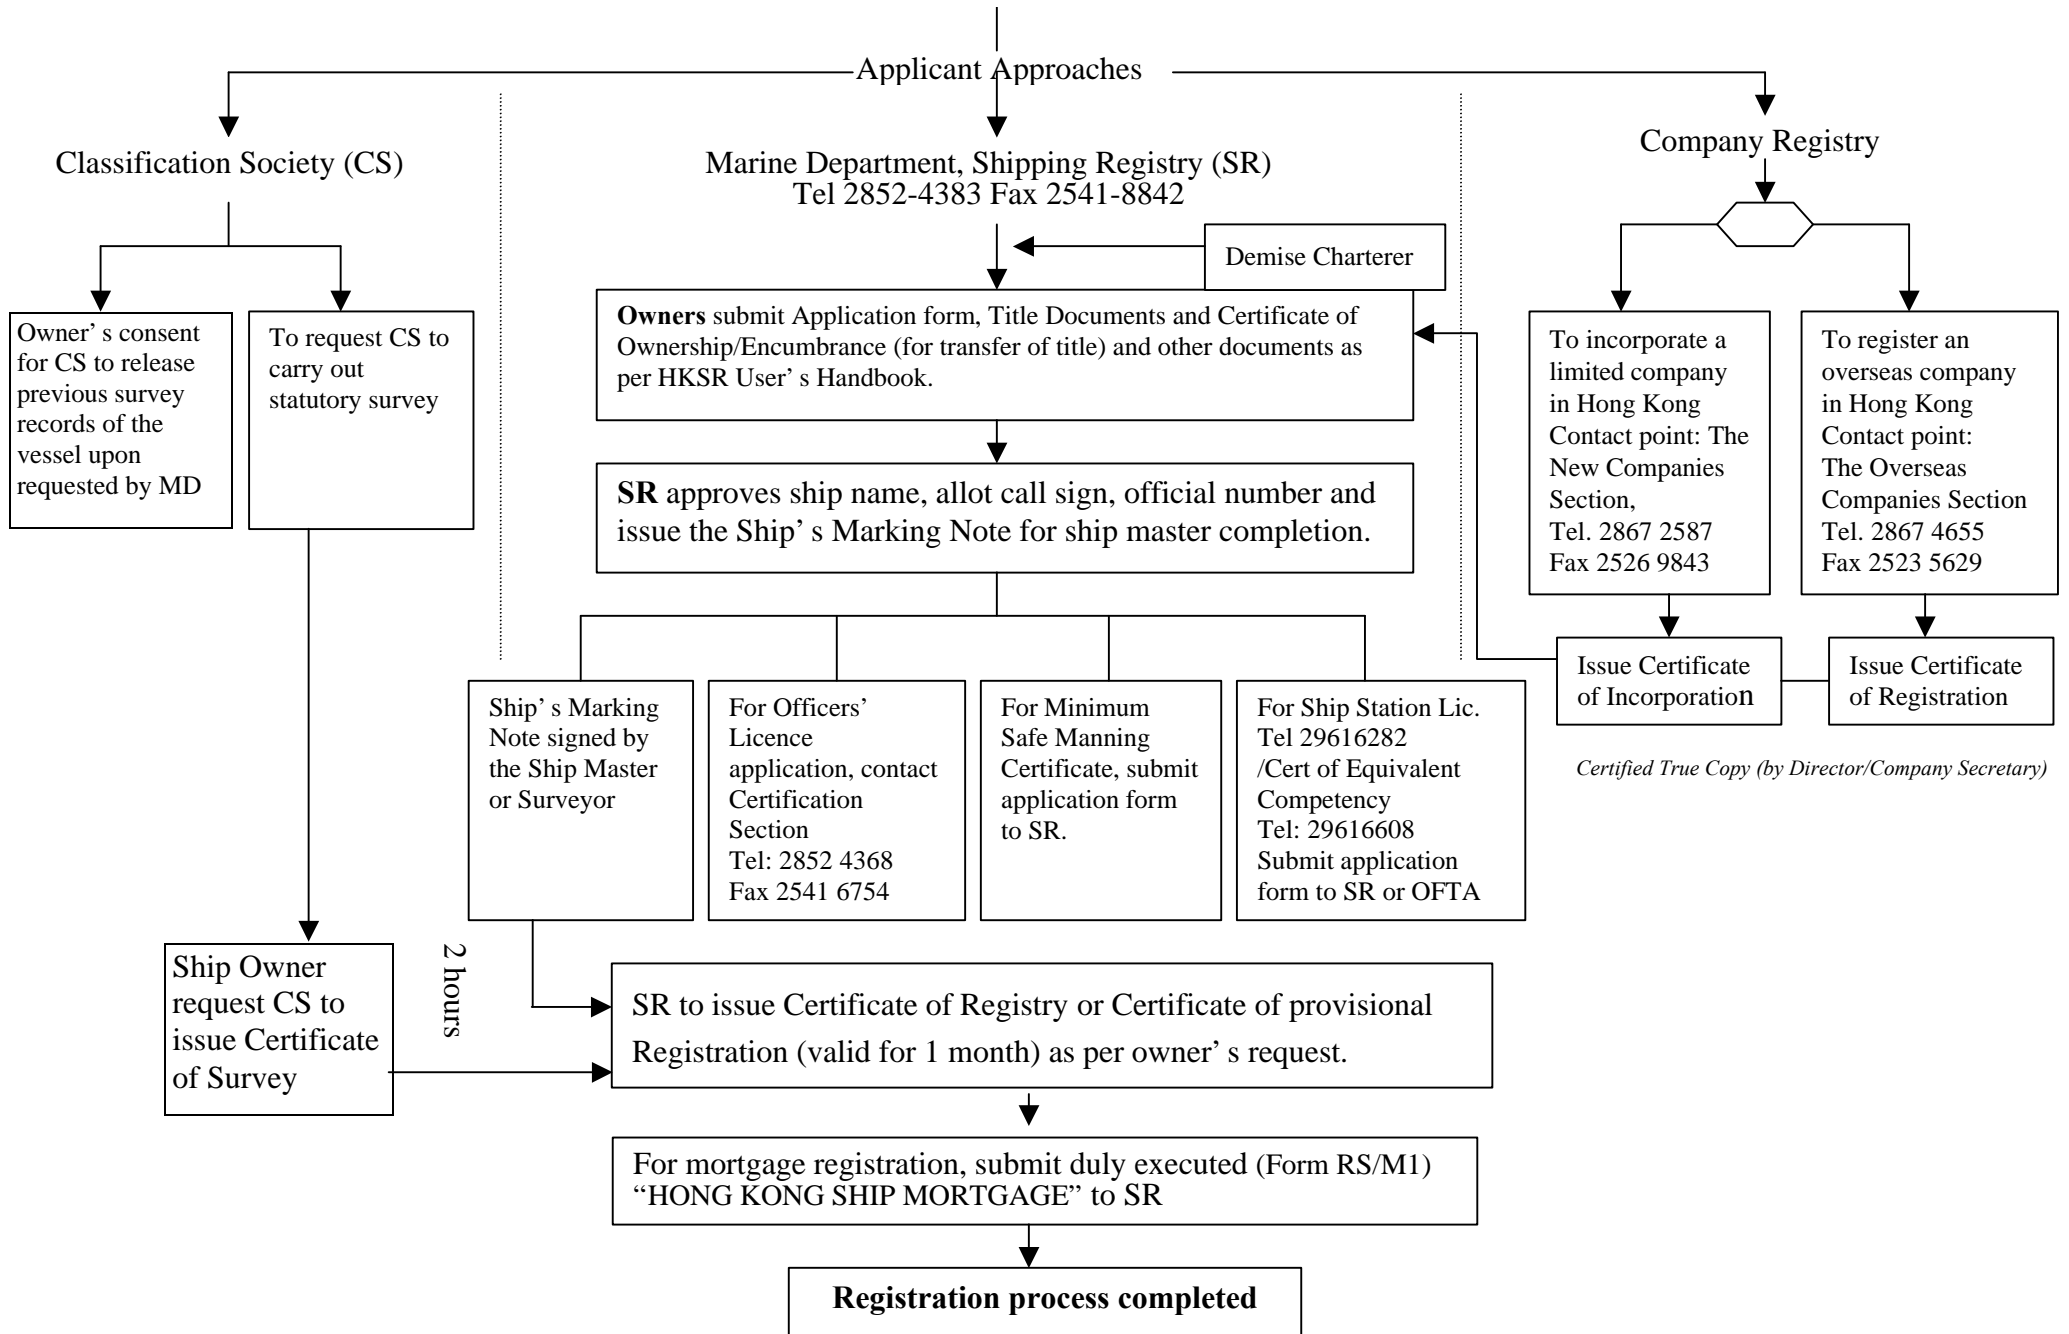 Applicant Approaches
Classification Society (CS)
Marine Department, Shipping Registry (SR)
Tel 2852-4383 Fax 2541-8842
Company Registry
Demise Charterer
Owner’ s consent
for CS to release
previous survey
records of the
vessel upon
requested by MD
To request CS to
carry out
statutory survey
Owners submit Application form, Title Documents and Certificate of
Ownership/Encumbrance (for transfer of title) and other documents as
per HKSR User’ s Handbook.
To incorporate a
limited company
in Hong Kong
Contact point: The
New Companies
Section,
Tel. 2867 2587
Fax 2526 9843
To register an
overseas company
in Hong Kong
Contact point:
The Overseas
Companies Section
Tel. 2867 4655
Fax 2523 5629
SR approves ship name, allot call sign, official number and
issue the Ship’ s Marking Note for ship master completion.
Issue Certificate
of Incorporation
Issue Certificate
of Registration
Certified True Copy (by Director/Company Secretary)
Ship’ s Marking
Note signed by
the Ship Master
or Surveyor
For Officers’
Licence
application, contact
Certification
Section
Tel: 2852 4368
Fax 2541 6754
For Minimum
Safe Manning
Certificate, submit
application form
to SR.
For Ship Station Lic.
Tel 29616282
/Cert of Equivalent
Competency
Tel: 29616608
Submit application
form to SR or OFTA
Ship Owner
request CS to
issue Certificate
of Survey
2 hours
SR to issue Certificate of Registry or Certificate of provisional
Registration (valid for 1 month) as per owner’ s request.
For mortgage registration, submit duly executed (Form RS/M1)
“HONG KONG SHIP MORTGAGE” to SR
Registration process completed